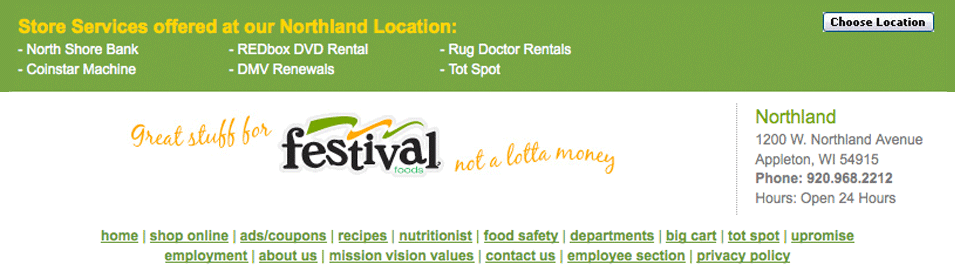 Store Services offered at our Northland Location:
Choose Location
- North Shore Bank - REDbox DVD Rental - Rug Doctor Rentals
- Coinstar Machine - DMV Renewals - Tot Spot
Great stuff for festival foods not a lotta money
Northland
1200 W. Northland Avenue
Appleton, WI 54915
Phone: 920.968.2212
Hours: Open 24 Hours
home | shop online | ads/coupons | recipes | nutritionist | food safety | departments | big cart | tot spot | upromise
employment | about us | mission vision values | contact us | employee section | privacy policy